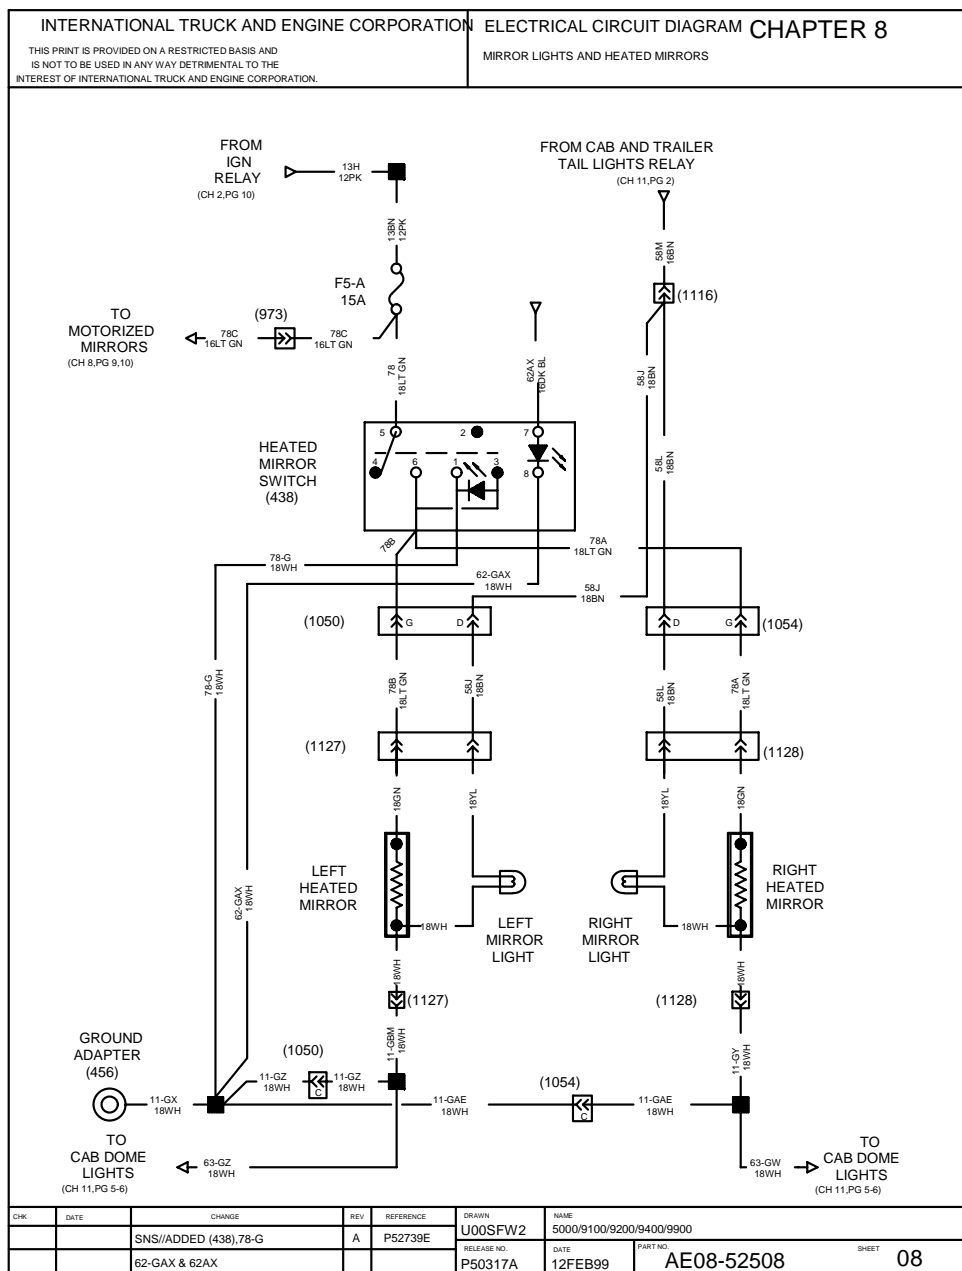 INTERNATIONAL TRUCK AND ENGINE CORPORATION
THIS PRINT IS PROVIDED ON A RESTRICTED BASIS AND
IS NOT TO BE USED IN ANY WAY DETRIMENTAL TO THE
INTEREST OF INTERNATIONAL TRUCK AND ENGINE CORPORATION.
ELECTRICAL CIRCUIT DIAGRAM CHAPTER 8
MIRROR LIGHTS AND HEATED MIRRORS
FROM
IGN
RELAY
(CH 2,PG 10)
13H
12PK
FROM CAB AND TRAILER
TAIL LIGHTS RELAY
(CH 11,PG 2)
13BN
12PK
58M
16BN
F5-A
15A
(1116)
TO
MOTORIZED
MIRRORS
(CH 8,PG 9,10)
78C
16LT GN
(973)
78C
16LT GN
78
18LT GN
62AX
16DK BL
58J
18BN
58L
18BN
HEATED
MIRROR
SWITCH
(438)
5
2
7
4
6
1
3
8
78B
78A
18LT GN
78-G
18WH
62-GAX
18WH
58J
18BN
(1050)
G
D
D
G
(1054)
78-G
18WH
78B
18LT GN
58J
18BN
58L
18BN
78A
18LT GN
(1127)
(1128)
18GN
18YL
18YL
18GN
62-GAX
18WH
LEFT
HEATED
MIRROR
RIGHT
HEATED
MIRROR
18WH
LEFT
MIRROR
LIGHT
RIGHT
MIRROR
LIGHT
18WH
18WH
18WH
(1127)
(1128)
GROUND
ADAPTER
(456)
(1050)
11-GBM
18WH
11-GY
18WH
11-GZ
18WH
C
11-GZ
18WH
(1054)
11-GX
18WH
11-GAE
18WH
C
11-GAE
18WH
TO
CAB DOME
LIGHTS
(CH 11,PG 5-6)
63-GZ
18WH
63-GW
18WH
TO
CAB DOME
LIGHTS
(CH 11,PG 5-6)
CHK DATE CHANGE REV REFERENCE DRAWN NAME
SNS//ADDED (438),78-G A P52739E U00SFW2 5000/9100/9200/9400/9900
RELEASE NO. DATE PART NO. SHEET
62-GAX & 62AX P50317A 12FEB99 AE08-52508 08